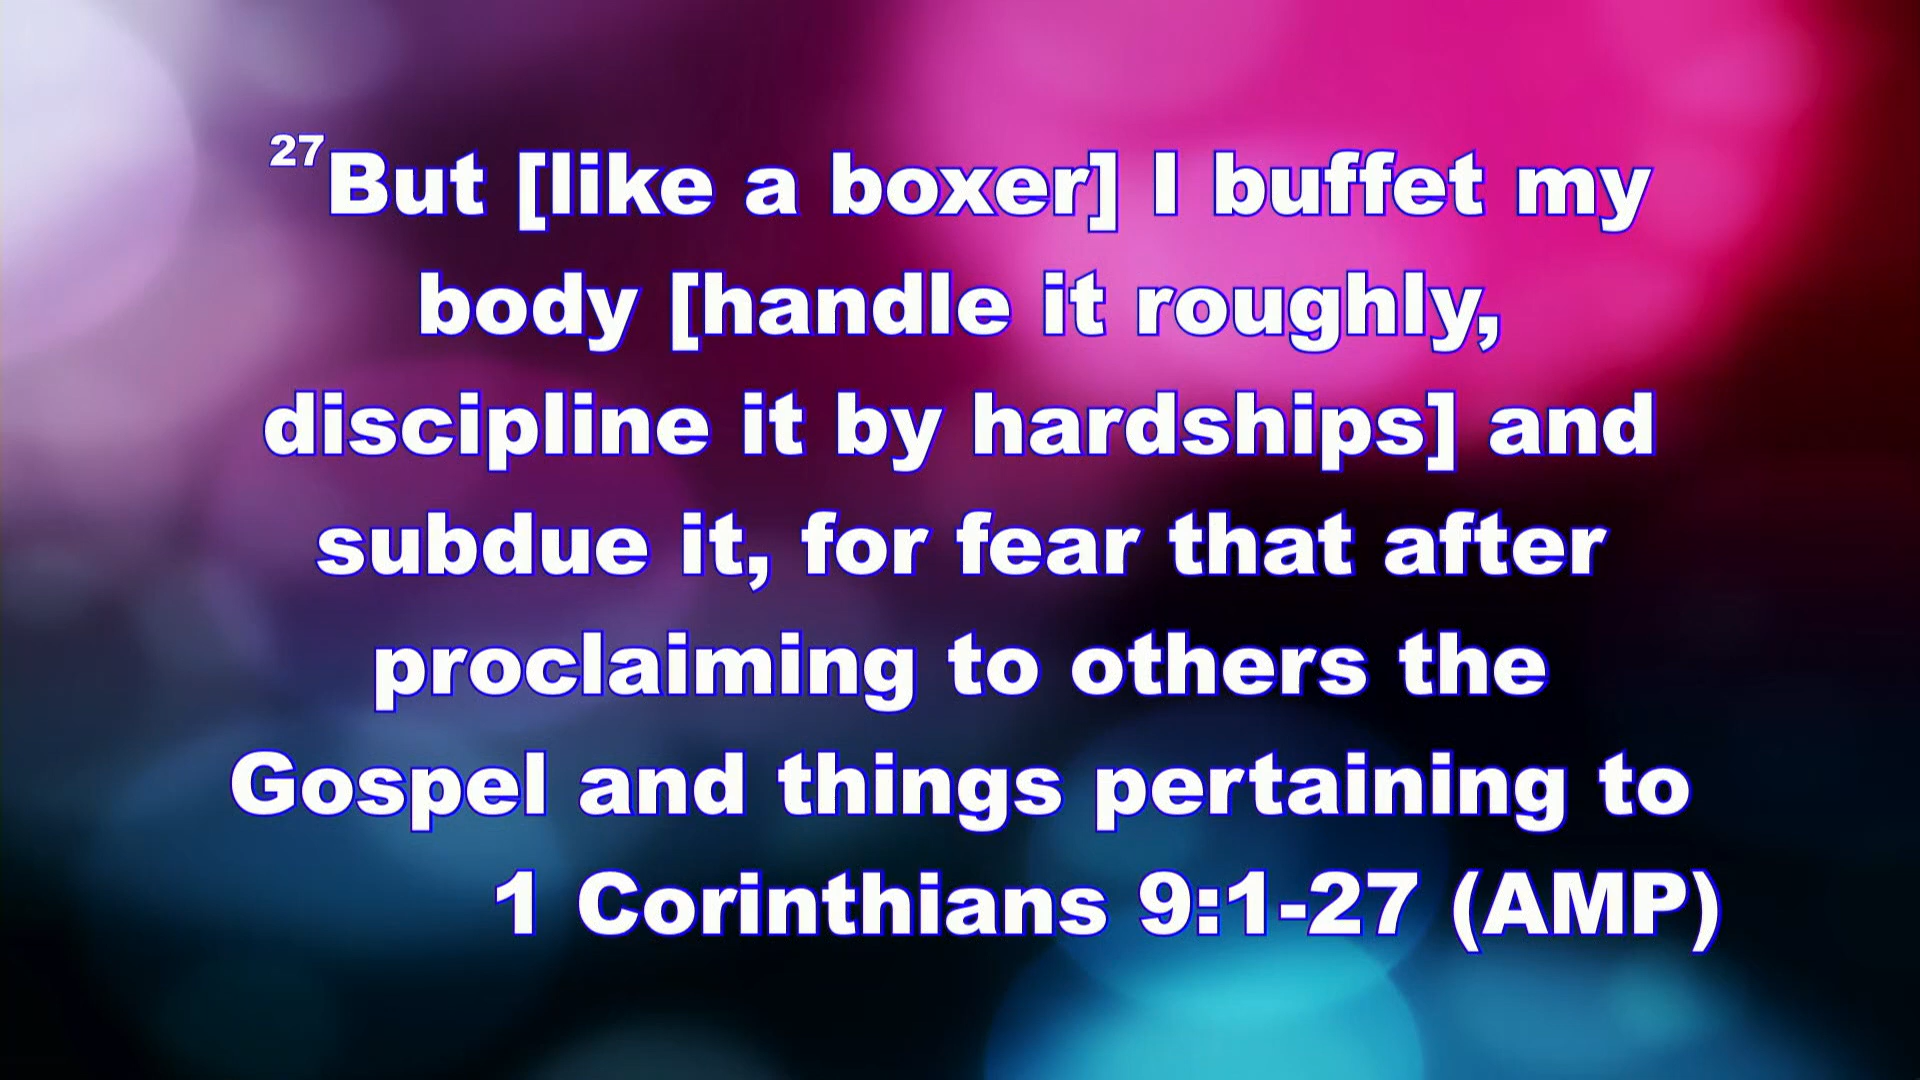 27But [like a boxer] I buffet my
body [handle it roughly,
discipline it by hardships] and
subdue it, for fear that after
proclaiming to others the
Gospel and things pertaining to
1 Corinthians 9:1-27 (AMP)